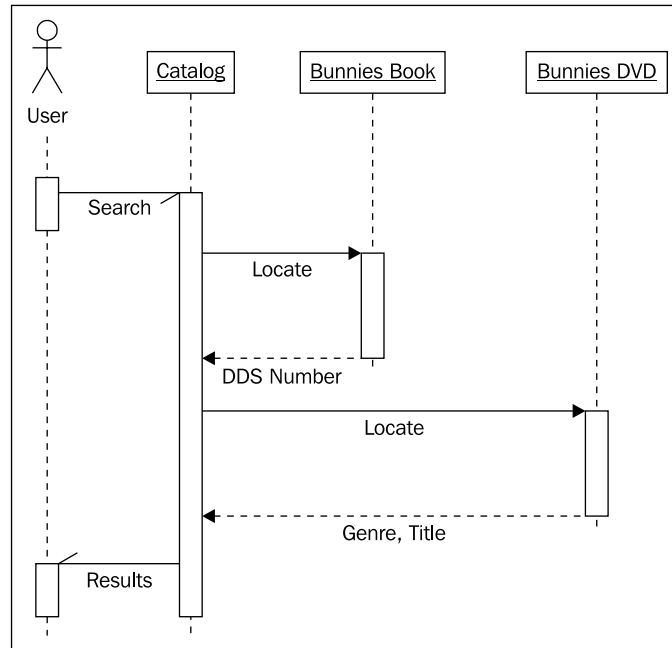 Catalog
Bunnies Book
Bunnies DVD
User
Search
Locate
DDS Number
Locate
Genre, Title
Results